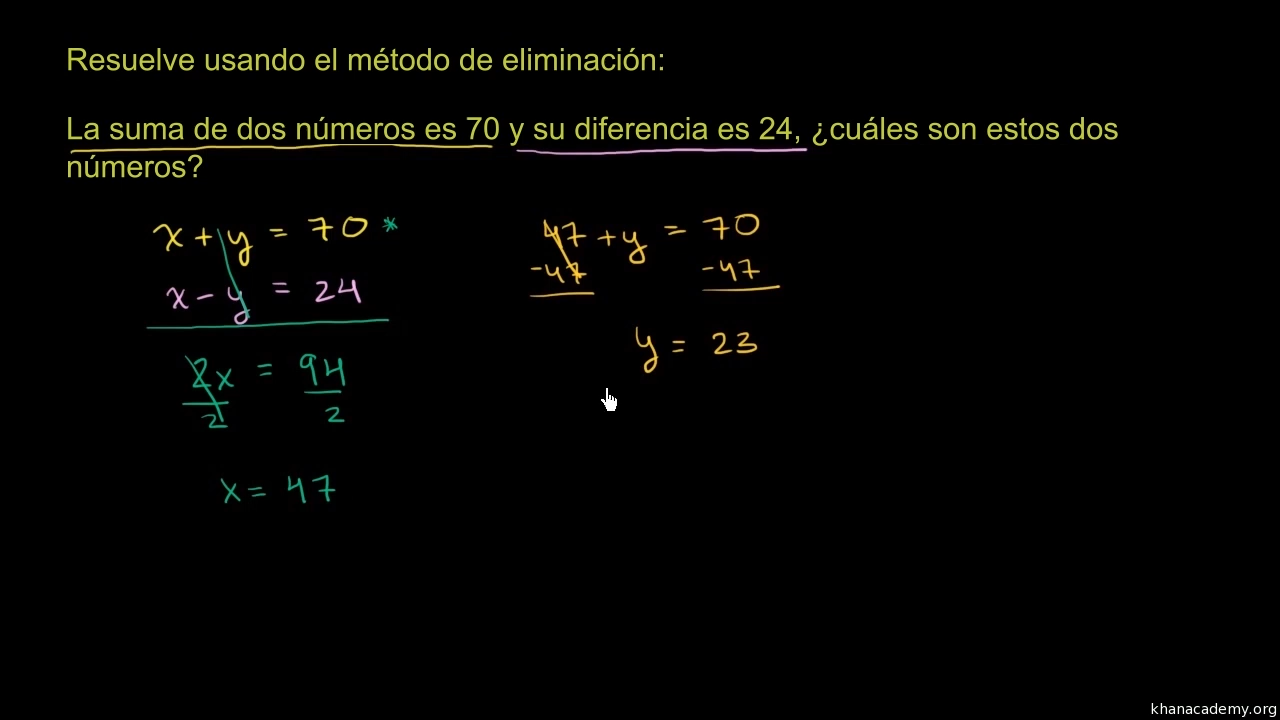 Resuelve usando el método de eliminación:
La suma de dos números es 70 y su diferencia es 24, ¿cuáles son estos dos
números?
x + y = 70 *
x - y = 24
2x = 94
2 2
x = 47
47 + y = 70
-47 -47
y = 23
khanacademy.org